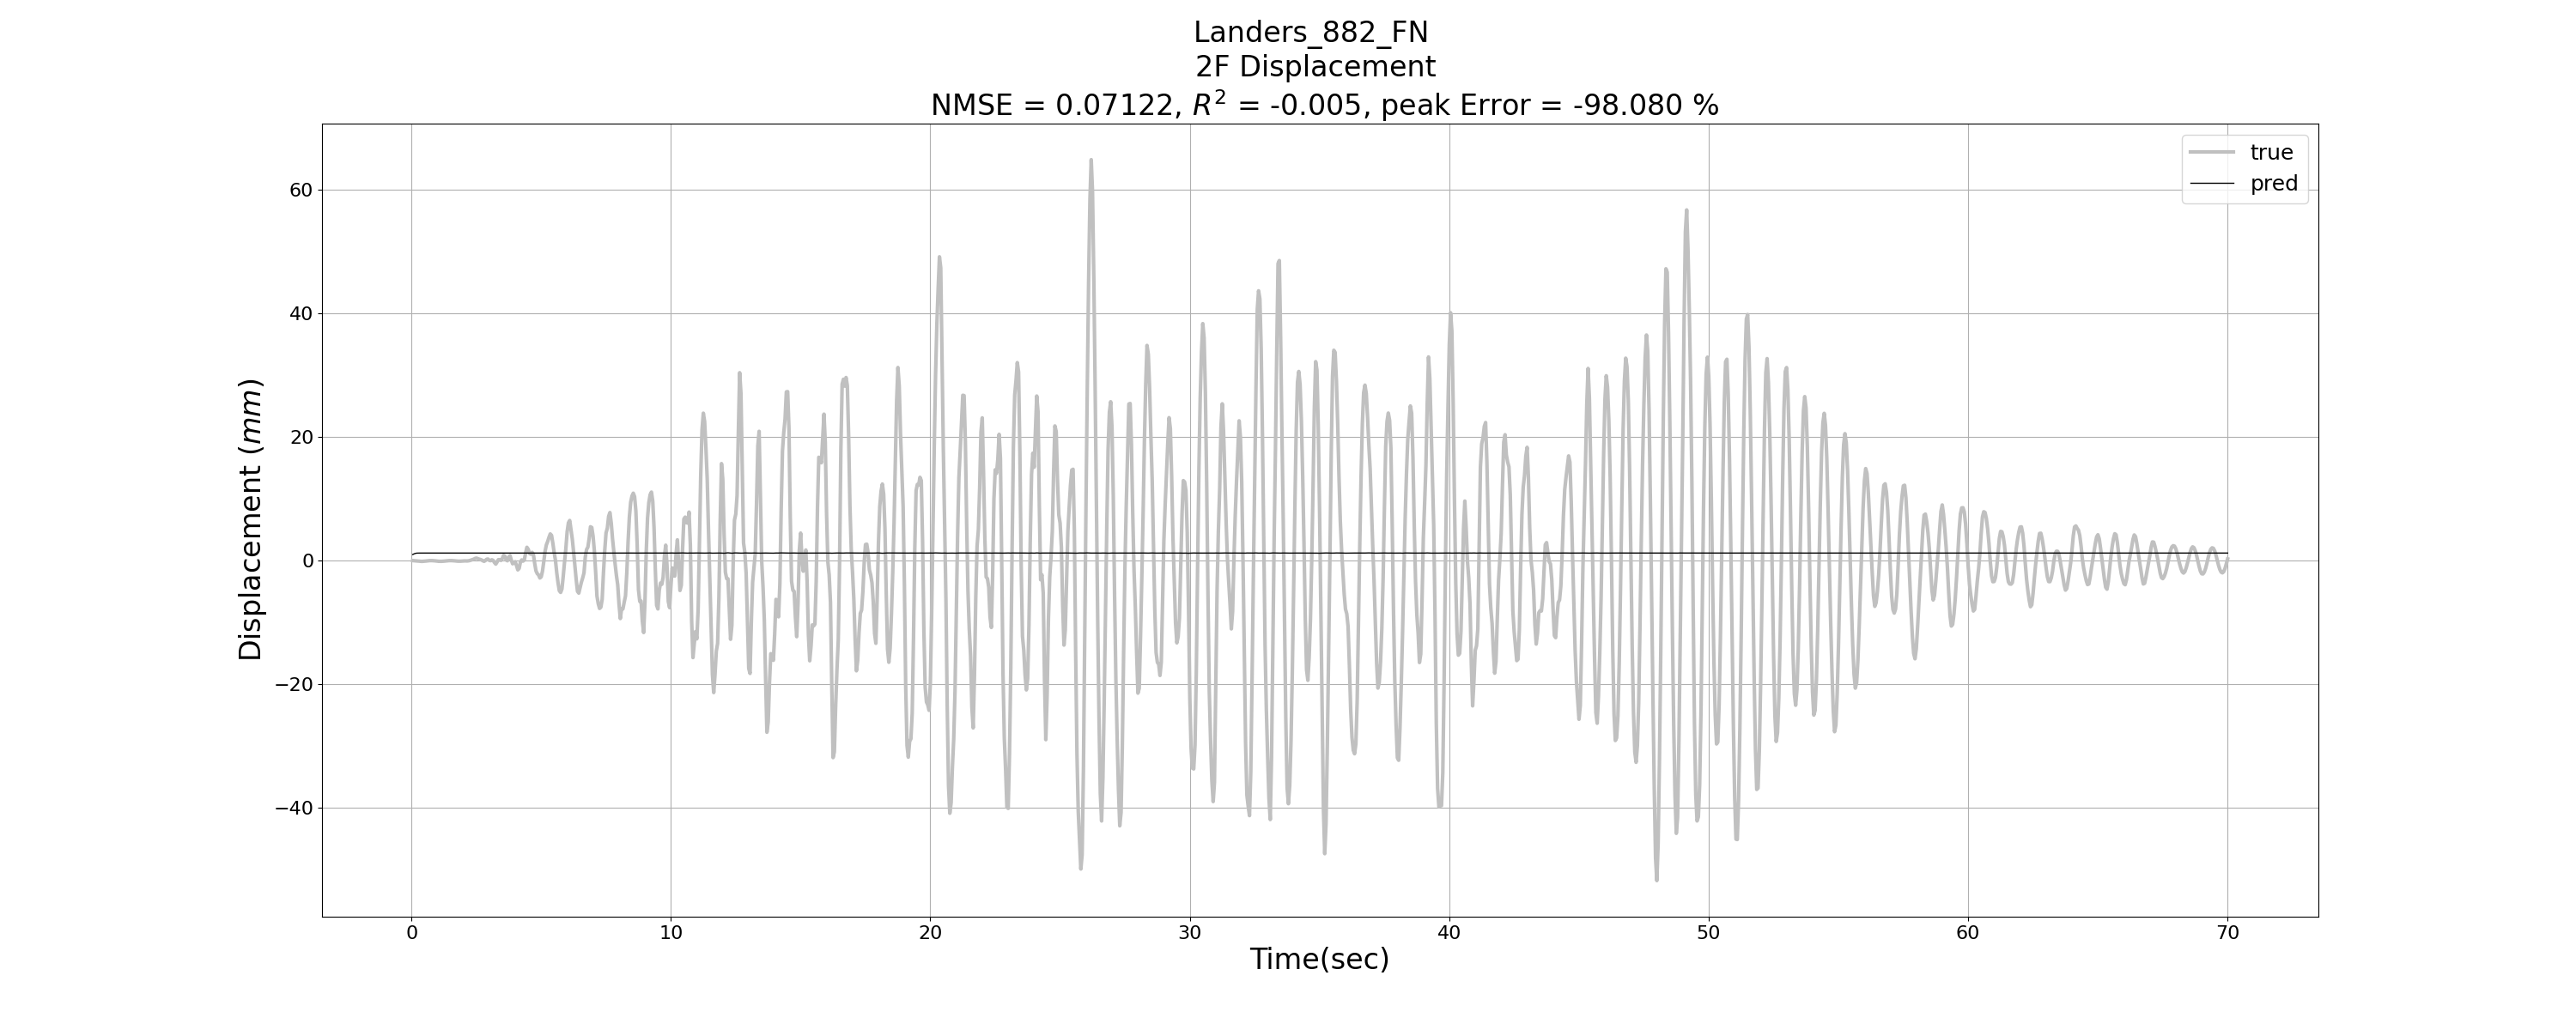 Landers_882_FN
2F Displacement
NMSE = 0.07122, R² = -0.005, peak Error = -98.080 %
true
pred
60
40
20
0
−20
−40
Displacement (mm)
0 10 20 30 40 50 60 70
Time(sec)